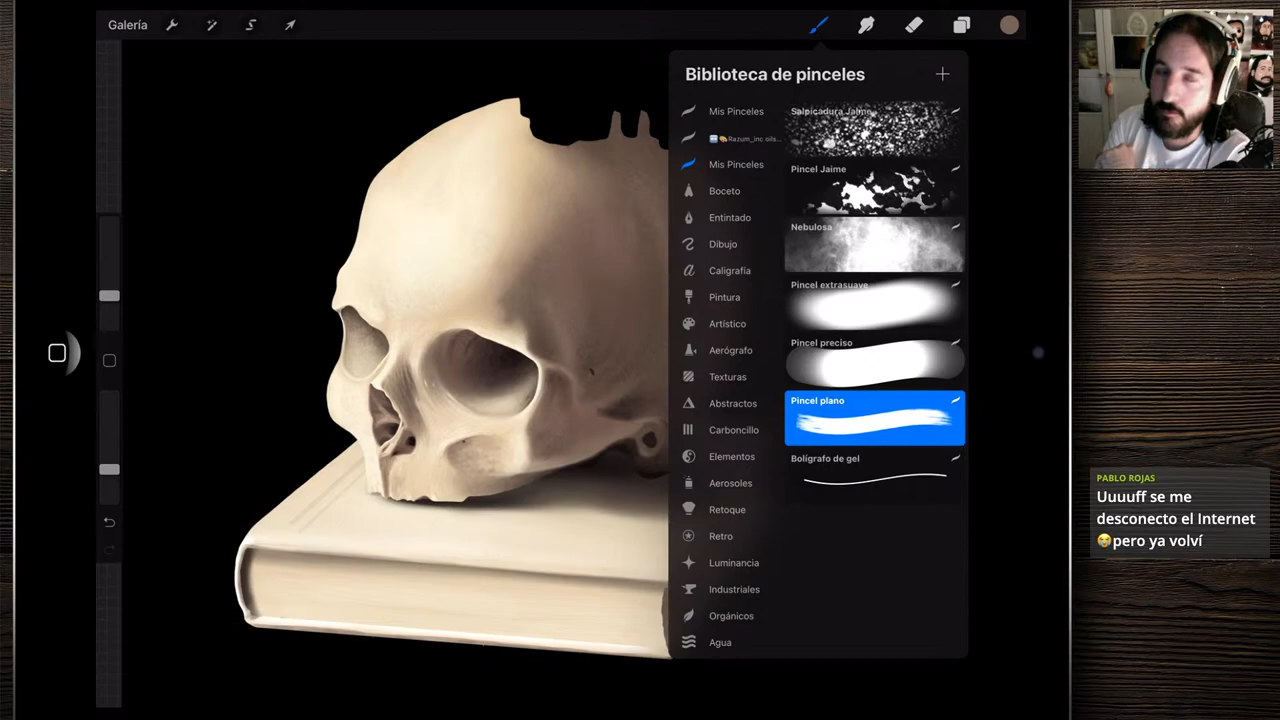 Galería
Biblioteca de pinceles
Mis Pinceles
Razum_inc oils...
Mis Pinceles
Boceto
Entintado
Dibujo
Caligrafía
Pintura
Artístico
Aerógrafo
Texturas
Abstractos
Carboncillo
Elementos
Aerosoles
Retoque
Retro
Luminancia
Industriales
Orgánicos
Agua
Salpicadura Jaime
Pincel Jaime
Nebulosa
Pincel extrasuave
Pincel preciso
Pincel plano
Bolígrafo de gel
PABLO ROJAS
Uuuuff se me
desconecto el Internet
😭pero ya volví